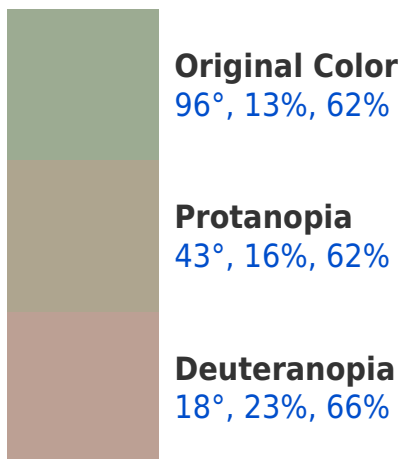 Original Color
96°, 13%, 62%
Protanopia
43°, 16%, 62%
Deuteranopia
18°, 23%, 66%